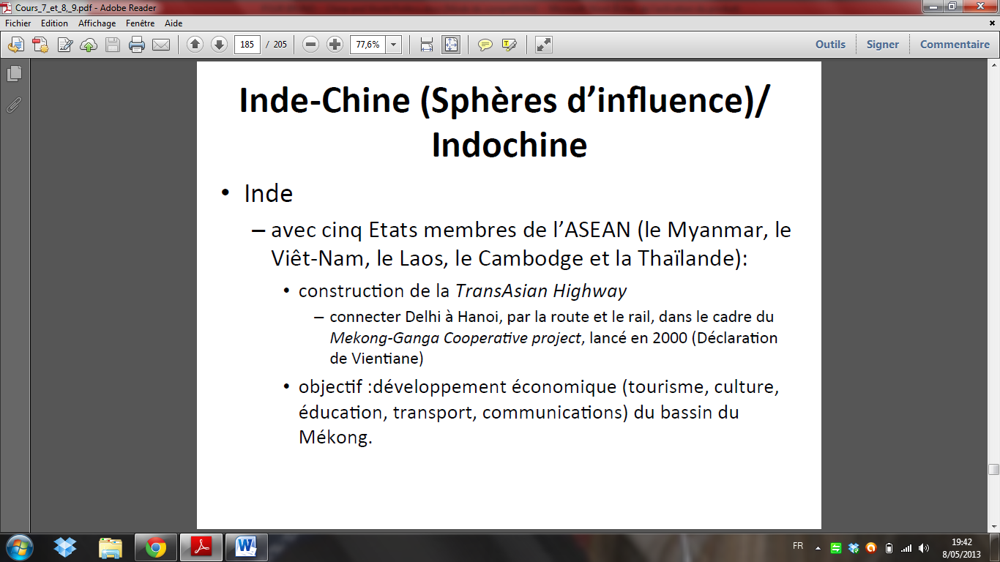 Cours_7_et_8_9.pdf - Adobe Reader
Fichier Edition Affichage Fenêtre Aide
185 / 205 77,6% Outils Signer Commentaire
Inde-Chine (Sphères d’influence)/
Indochine
• Inde
– avec cinq Etats membres de l’ASEAN (le Myanmar, le
Viêt-Nam, le Laos, le Cambodge et la Thaïlande):
• construction de la TransAsian Highway
– connecter Delhi à Hanoi, par la route et le rail, dans le cadre du
Mekong-Ganga Cooperative project, lancé en 2000 (Déclaration
de Vientiane)
• objectif :développement économique (tourisme, culture,
éducation, transport, communications) du bassin du
Mékong.
FR 19:42
8/05/2013